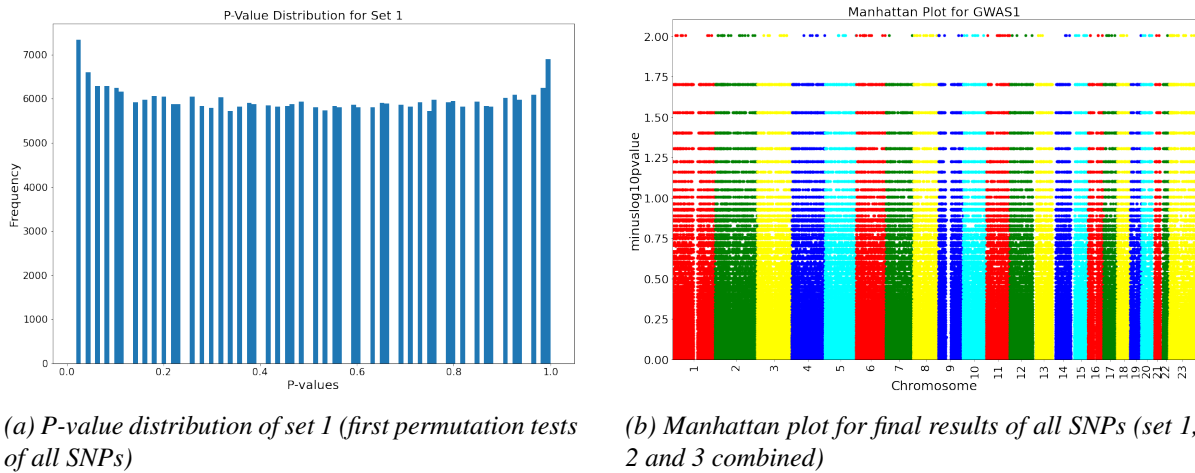 P-Value Distribution for Set 1
7000
6000
5000
4000
3000
2000
1000
0
Frequency
0.0 0.2 0.4 0.6 0.8 1.0
P-values
(a) P-value distribution of set 1 (first permutation tests
of all SNPs)
Manhattan Plot for GWAS1
2.00
1.75
1.50
1.25
1.00
0.75
0.50
0.25
0.00
minuslog10pvalue
1 2 3 4 5 6 7 8 9 10 11 12 13 14 15 16 17 18 19 20 21 22 23
Chromosome
(b) Manhattan plot for final results of all SNPs (set 1,
2 and 3 combined)